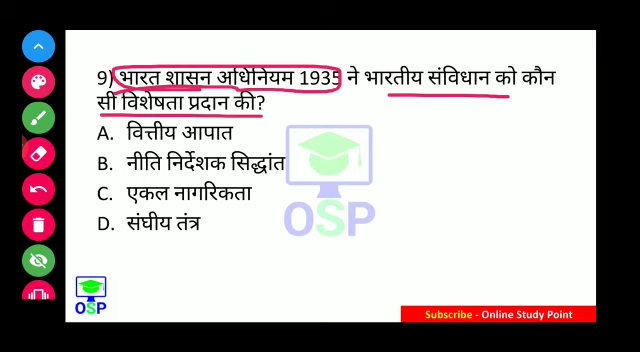 9) भारत शासन अधिनियम 1935 ने भारतीय संविधान को कौन
सी विशेषता प्रदान की?
A. वित्तीय आपात
B. नीति निर्देशक सिद्धांत
C. एकल नागरिकता
D. संघीय तंत्र
OSP
OSP
Subscribe - Online Study Point